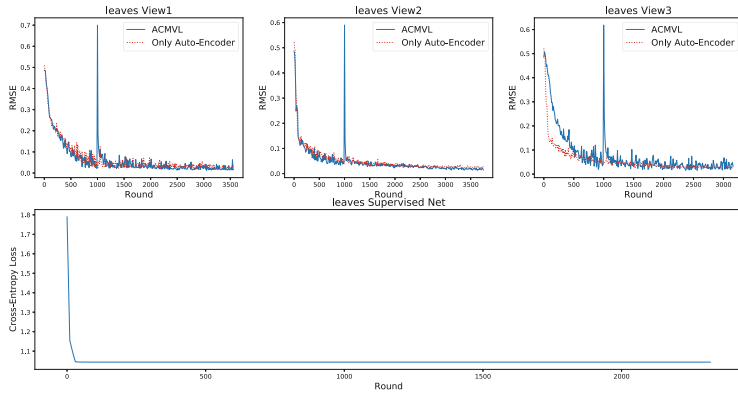 leaves View1
leaves View2
leaves View3
ACMVL
Only Auto-Encoder
ACMVL
Only Auto-Encoder
ACMVL
Only Auto-Encoder
RMSE
0.7
0.6
0.5
0.4
0.3
0.2
0.1
0.0
RMSE
0.6
0.5
0.4
0.3
0.2
0.1
0.0
RMSE
0.6
0.5
0.4
0.3
0.2
0.1
0.0
0 500 1000 1500 2000 2500 3000 3500
0 500 1000 1500 2000 2500 3000 3500
0 500 1000 1500 2000 2500 3000
Round
Round
Round
leaves Supervised Net
Cross-Entropy Loss
1.8
1.7
1.6
1.5
1.4
1.3
1.2
1.1
0 500 1000 1500 2000
Round